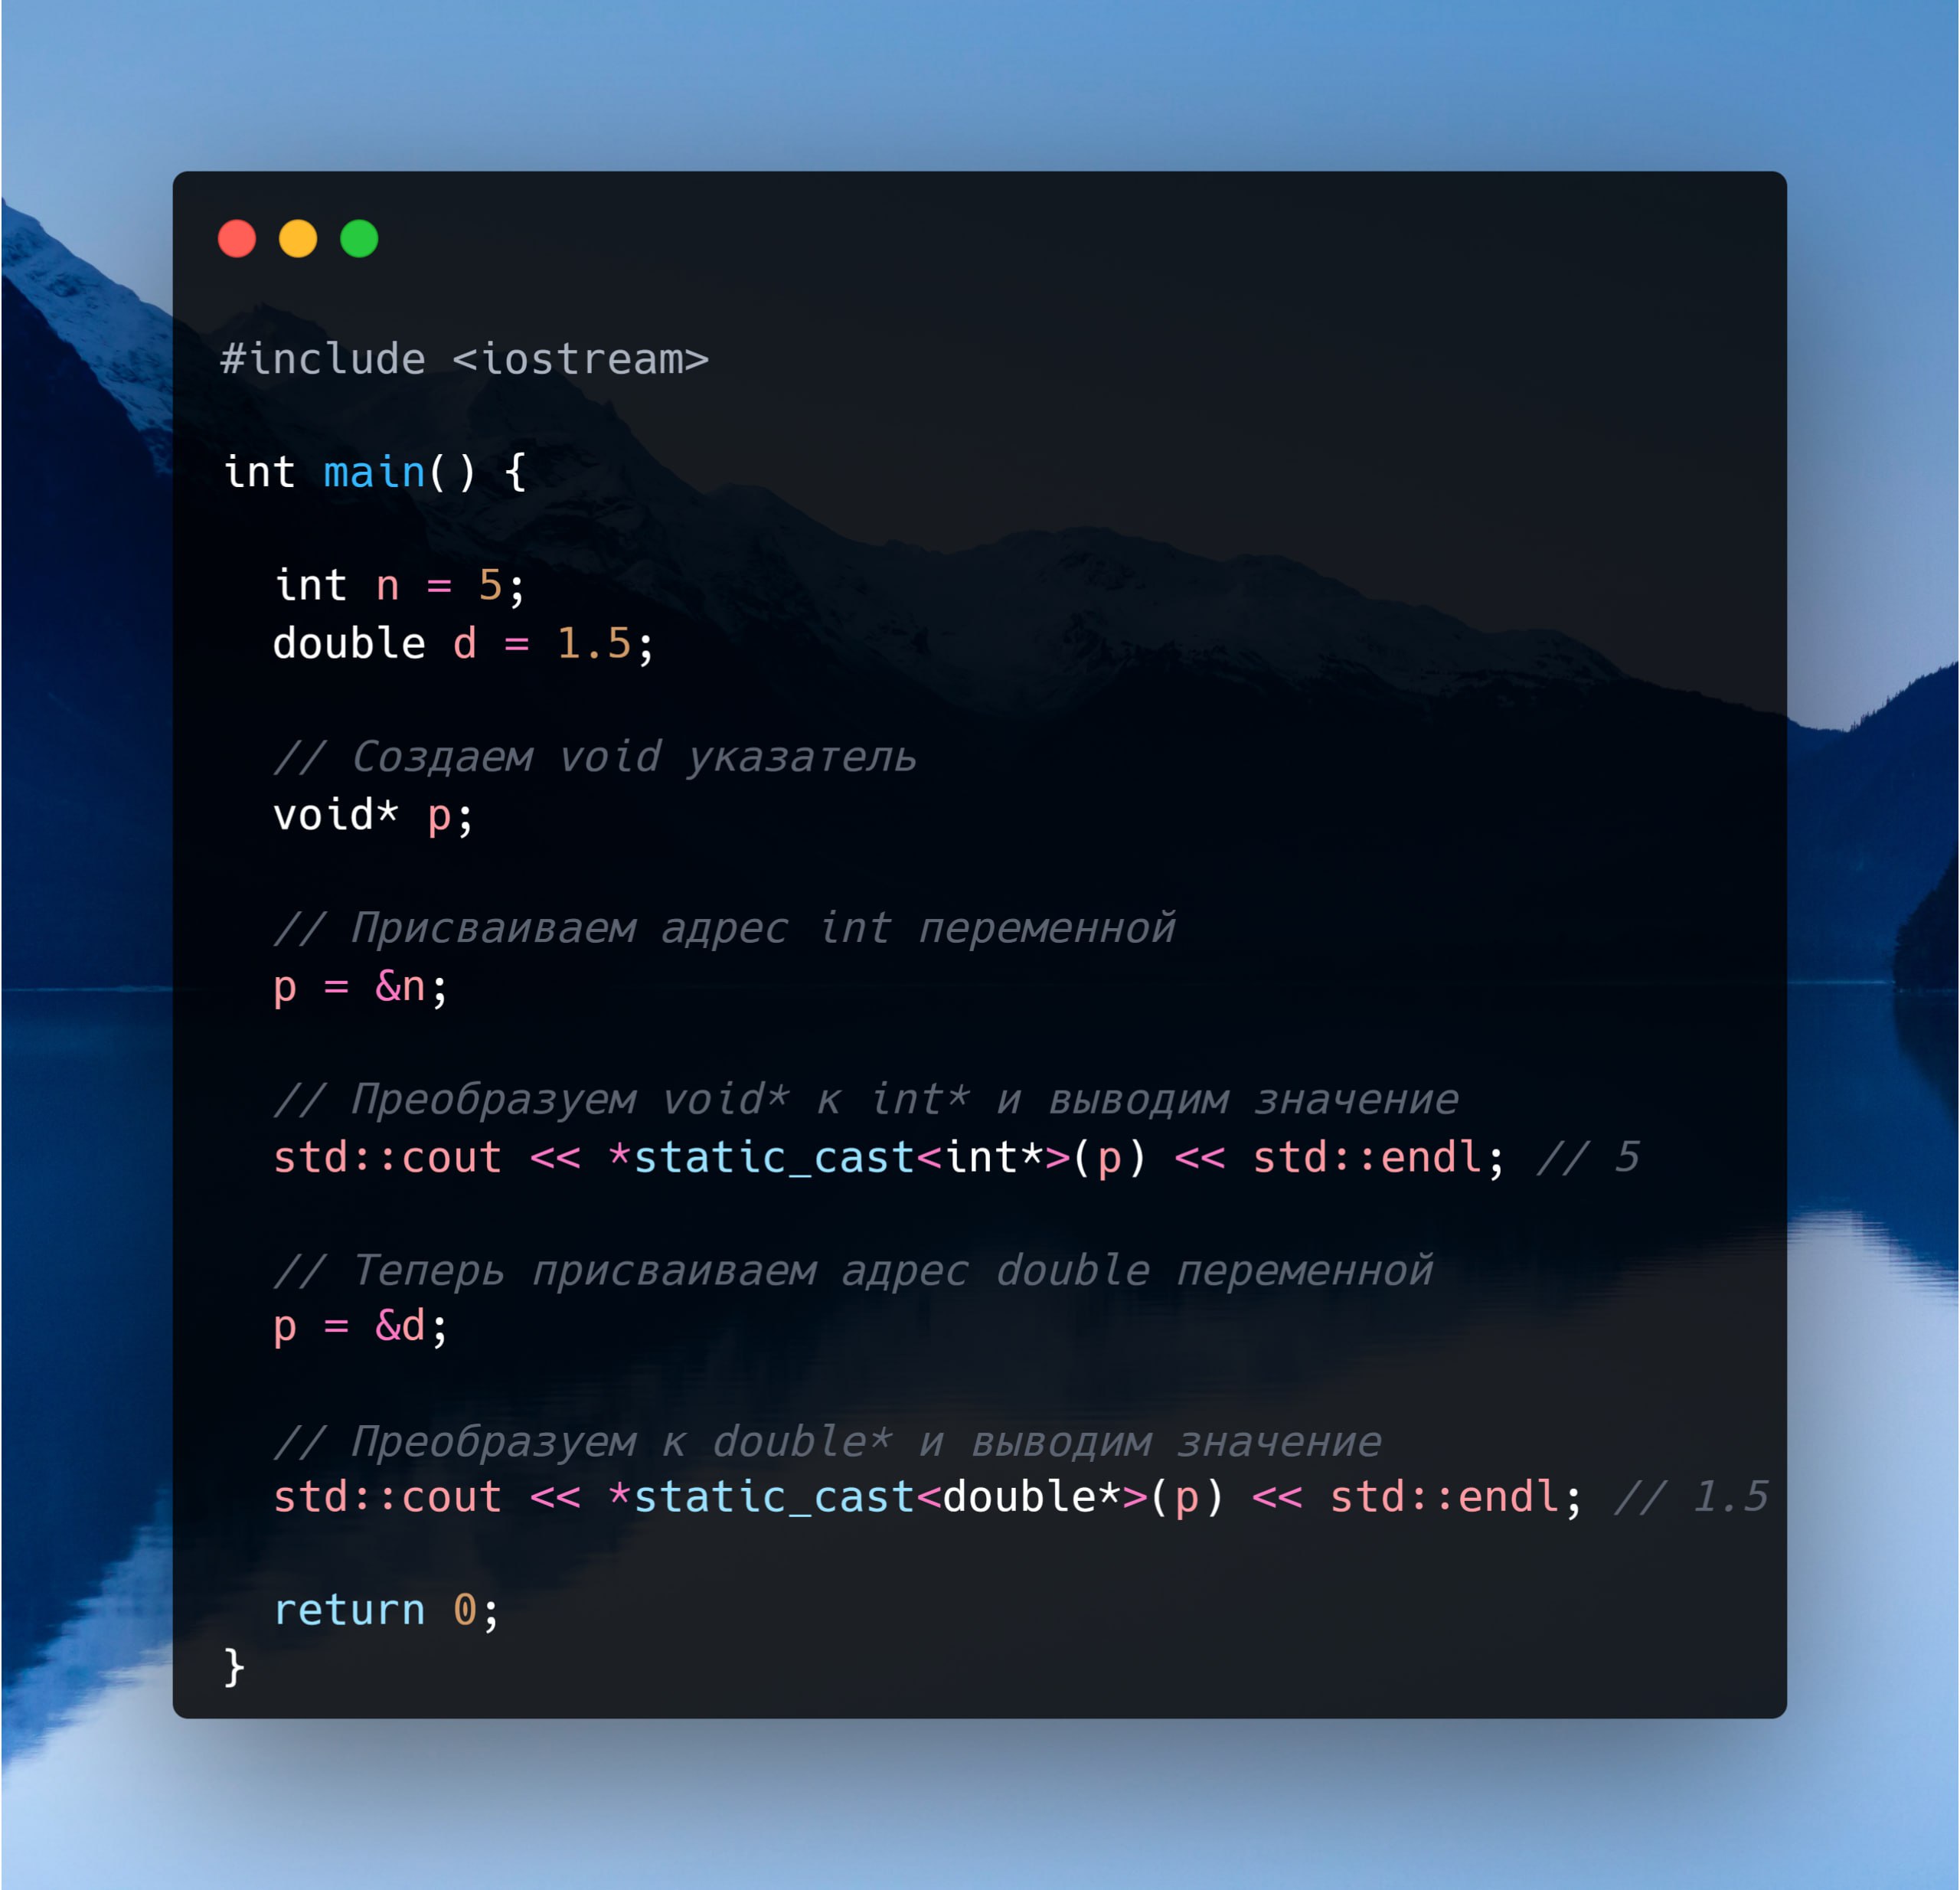 #include <iostream>
int main() {
int n = 5;
double d = 1.5;
// Создаем void указатель
void* p;
// Присваиваем адрес int переменной
p = &n;
// Преобразуем void* к int* и выводим значение
std::cout << *static_cast<int*>(p) << std::endl; // 5
// Теперь присваиваем адрес double переменной
p = &d;
// Преобразуем к double* и выводим значение
std::cout << *static_cast<double*>(p) << std::endl; // 1.5
return 0;
}